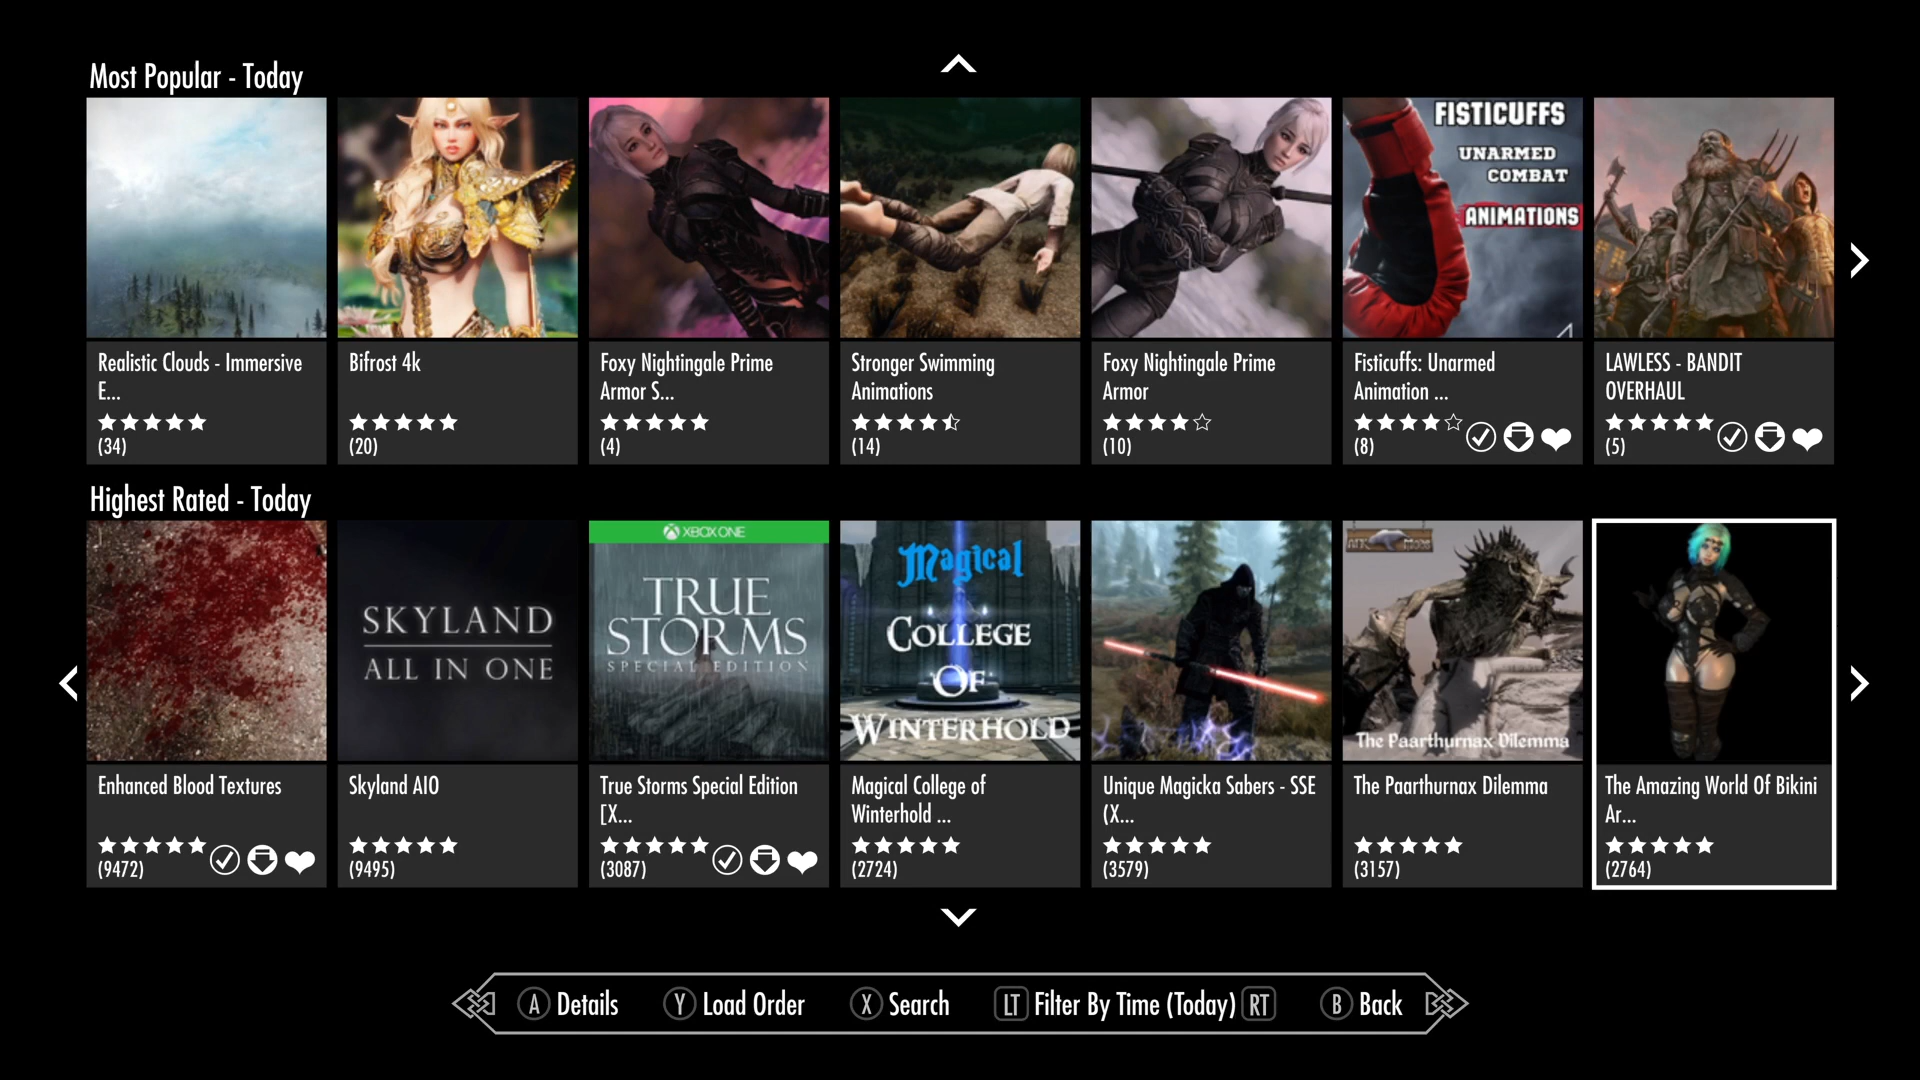 Most Popular - Today
FISTICUFFS
UNARMED
COMBAT
ANIMATIONS
Realistic Clouds - Immersive
E...
(34)
Bifrost 4k
(20)
Foxy Nightingale Prime
Armor S...
(4)
Stronger Swimming
Animations
(14)
Foxy Nightingale Prime
Armor
(10)
Fisticuffs: Unarmed
Animation ...
(8)
LAWLESS - BANDIT
OVERHAUL
(5)
Highest Rated - Today
SKYLAND
ALL IN ONE
XBOX ONE
TRUE
STORMS
SPECIAL EDITION
Magical
COLLEGE
OF
WINTERHOLD
The Paarthurnax Dilemma
Enhanced Blood Textures
(9472)
Skyland AIO
(9495)
True Storms Special Edition
[X...
(3087)
Magical College of
Winterhold ...
(2724)
Unique Magicka Sabers - SSE
(X...
(3579)
The Paarthurnax Dilemma
(3157)
The Amazing World Of Bikini
Ar...
(2764)
A Details Y Load Order X Search LT Filter By Time (Today) RT B Back